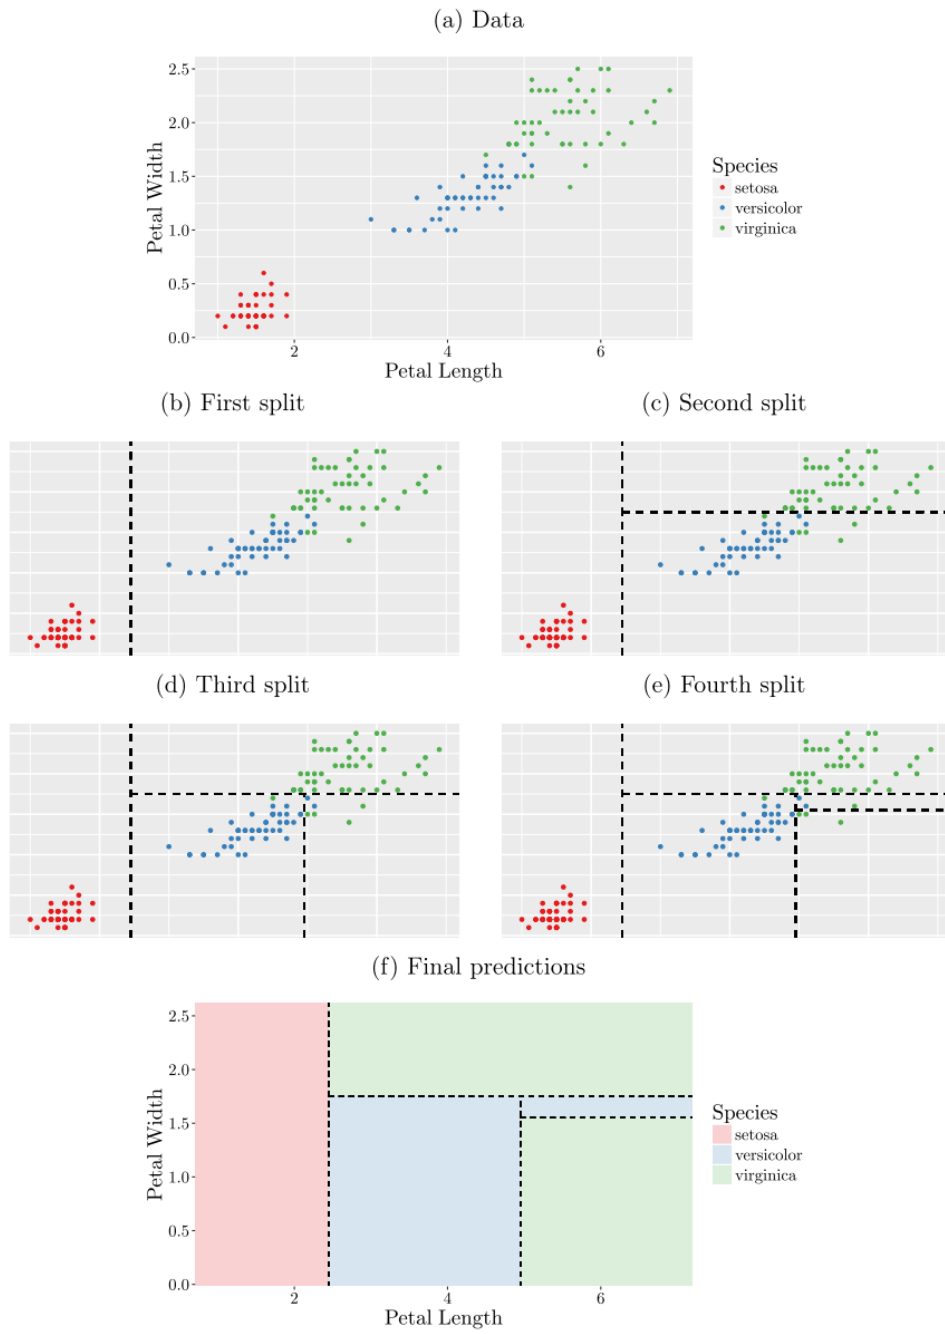 (a) Data
2.5
2.0
1.5
1.0
0.5
0.0
Petal Width
2 4 6
Petal Length
Species
setosa
versicolor
virginica
(b) First split
(c) Second split
(d) Third split
(e) Fourth split
(f) Final predictions
2.5
2.0
1.5
1.0
0.5
0.0
Petal Width
2 4 6
Petal Length
Species
setosa
versicolor
virginica